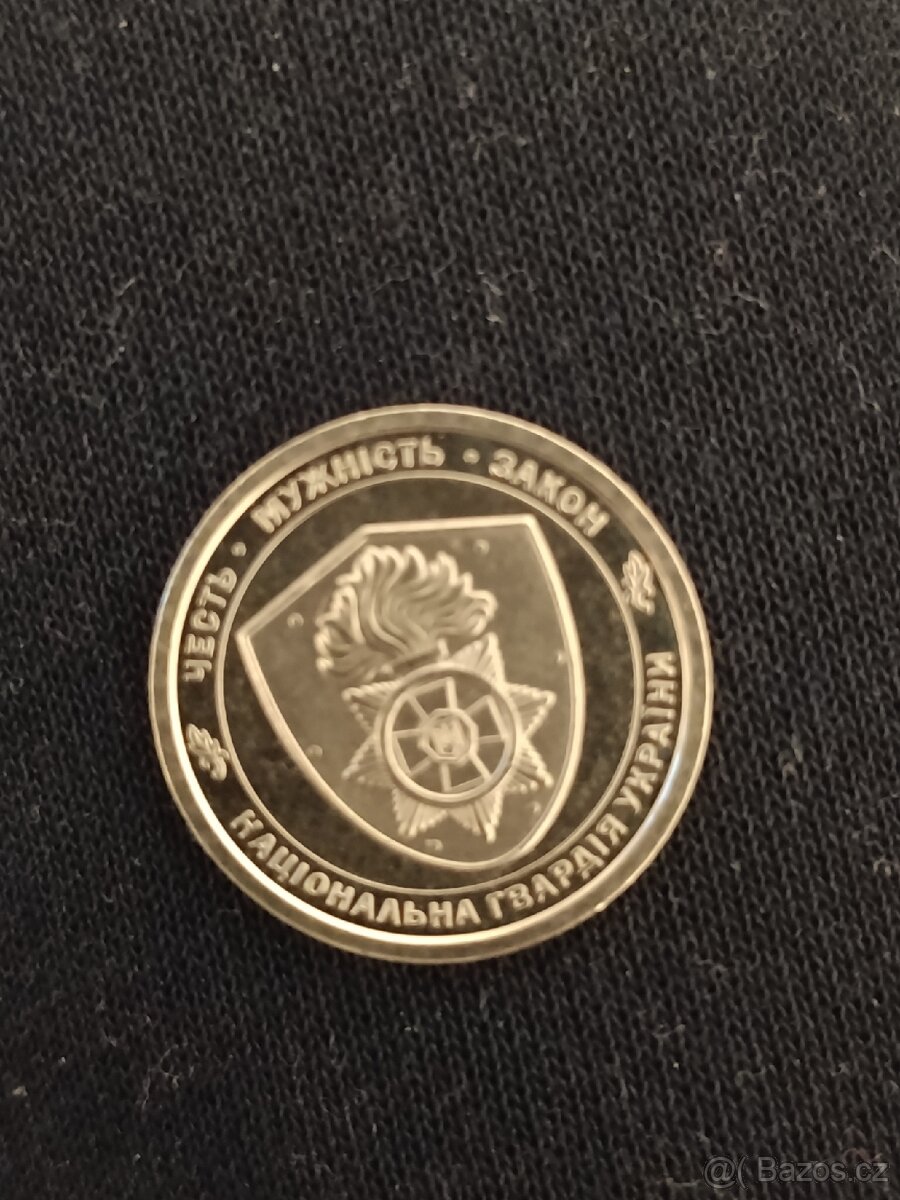 ЧЕСТЬ · МУЖНІСТЬ · ЗАКОН
НАЦІОНАЛЬНА ГВАРДІЯ УКРАЇНИ
@( Bazos.cz